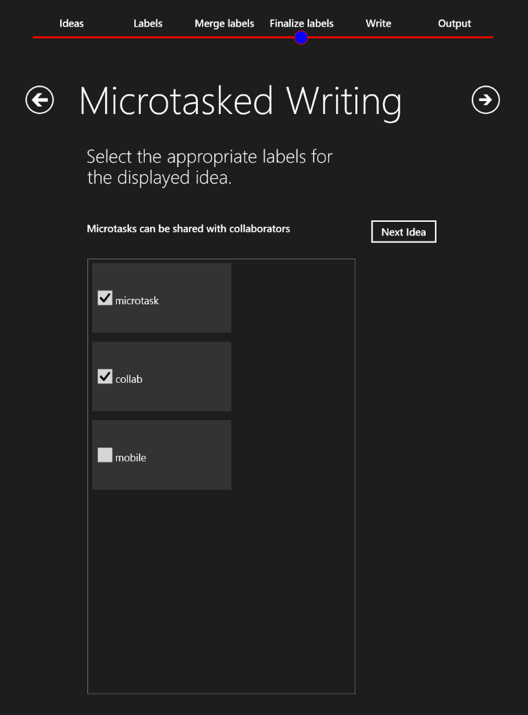 Ideas Labels Merge labels Finalize labels Write Output
Microtasked Writing
Select the appropriate labels for
the displayed idea.
Microtasks can be shared with collaborators
Next Idea
microtask
collab
mobile